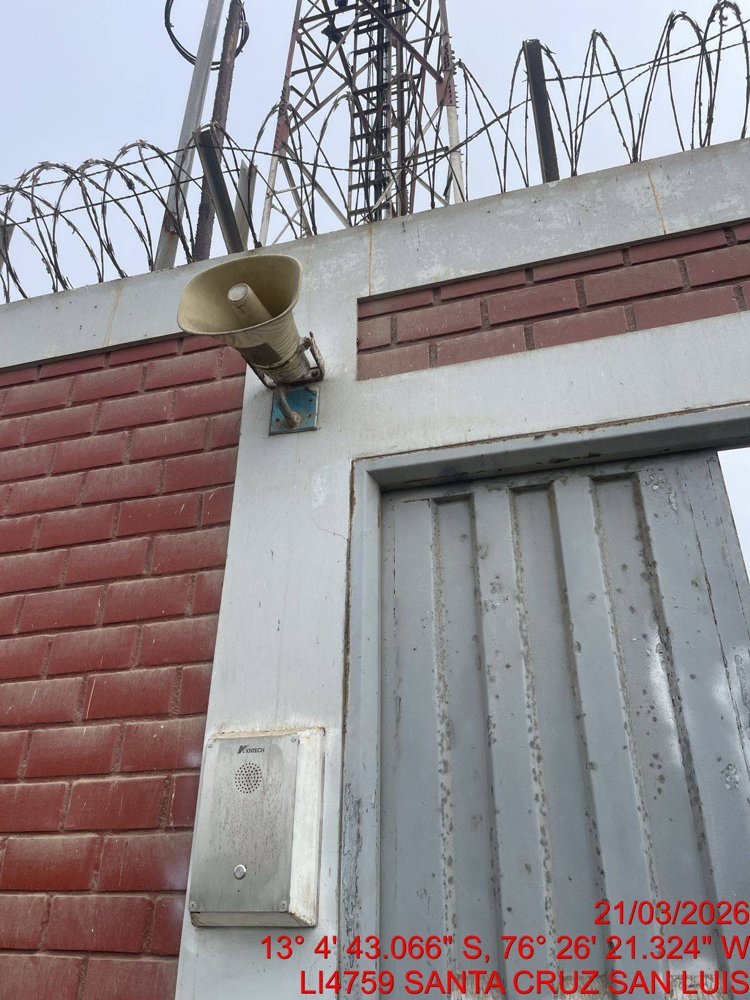 KNTECH
21/03/2026
13° 4' 43.066" S, 76° 26' 21.324" W
LI4759 SANTA CRUZ SAN LUIS